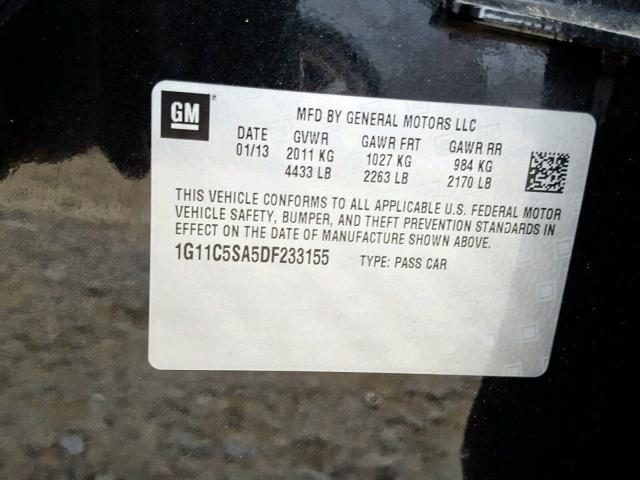 GM
MFD BY GENERAL MOTORS LLC
DATE GVWR GAWR FRT GAWR RR
01/13 2011 KG 1027 KG 984 KG
4433 LB 2263 LB 2170 LB
THIS VEHICLE CONFORMS TO ALL APPLICABLE U.S. FEDERAL MOTOR
VEHICLE SAFETY, BUMPER, AND THEFT PREVENTION STANDARDS IN
EFFECT ON THE DATE OF MANUFACTURE SHOWN ABOVE.
1G11C5SA5DF233155 TYPE: PASS CAR